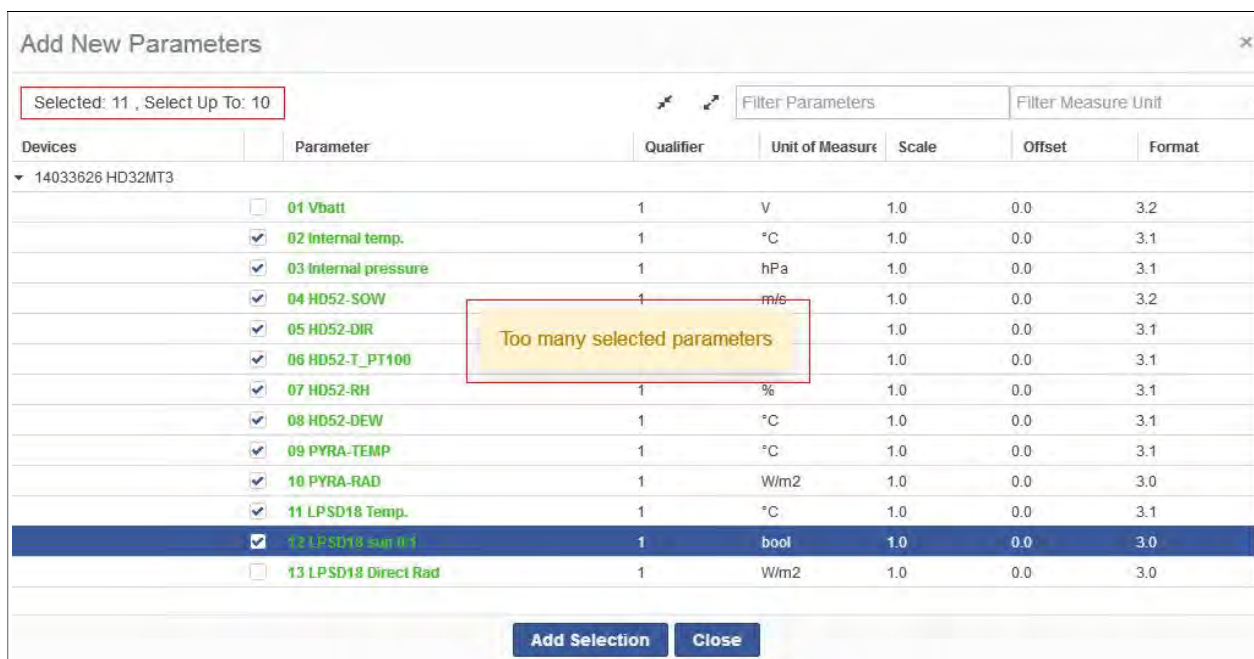 Add New Parameters ×
Selected: 11 , Select Up To: 10 Filter Parameters Filter Measure Unit
Devices Parameter Qualifier Unit of Measure Scale Offset Format
14033626 HD32MT3
01 Vbatt 1 V 1.0 0.0 3.2
02 Internal temp. 1 °C 1.0 0.0 3.1
03 Internal pressure 1 hPa 1.0 0.0 3.1
04 HD52-SOW 1 m/s 1.0 0.0 3.2
05 HD52-DIR 1.0 0.0 3.1
Too many selected parameters
06 HD52-T_PT100 1.0 0.0 3.1
07 HD52-RH 1 % 1.0 0.0 3.1
08 HD52-DEW 1 °C 1.0 0.0 3.1
09 PYRA-TEMP 1 °C 1.0 0.0 3.1
10 PYRA-RAD 1 W/m2 1.0 0.0 3.0
11 LPSD18 Temp. 1 °C 1.0 0.0 3.1
12 LPSD18 sun 0.1 1 bool 1.0 0.0 3.0
13 LPSD18 Direct Rad 1 W/m2 1.0 0.0 3.0
Add Selection Close